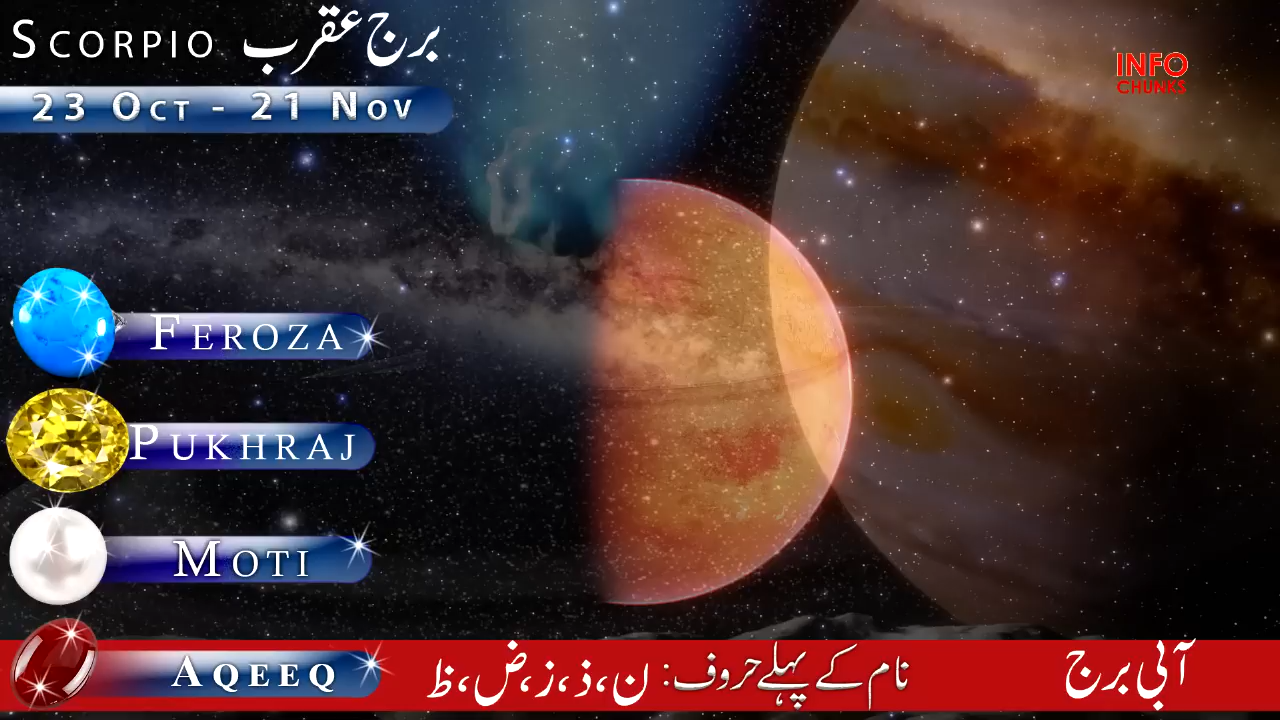 Scorpio برج عقرب
23 Oct - 21 Nov
INFO
CHUNKS
Feroza
Pukhraj
Moti
Aqeeq
نام کے پہلے حروف: ن، ذ، ز، ض، ظ
آبی برج